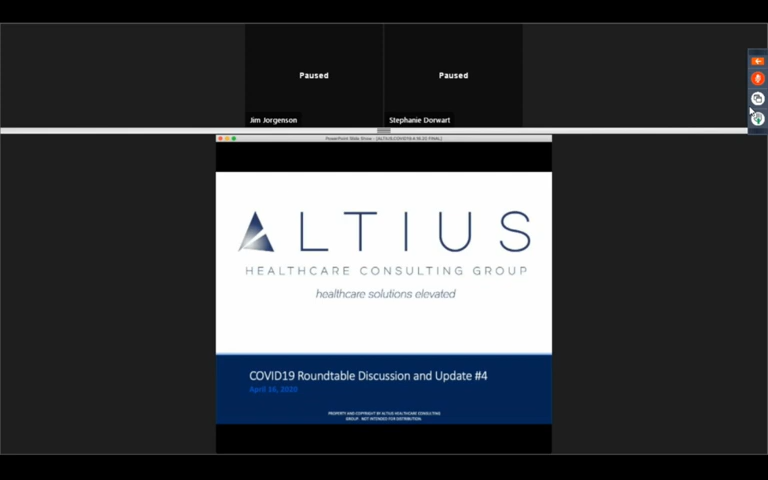 Paused
Paused
Jim Jorgenson
Stephanie Dorwart
ALTIUS
HEALTHCARE CONSULTING GROUP
healthcare solutions elevated
COVID19 Roundtable Discussion and Update #4
April 16, 2020
PROPERTY AND COPYRIGHT BY ALTIUS HEALTHCARE CONSULTING
GROUP. NOT INTENDED FOR DISTRIBUTION.